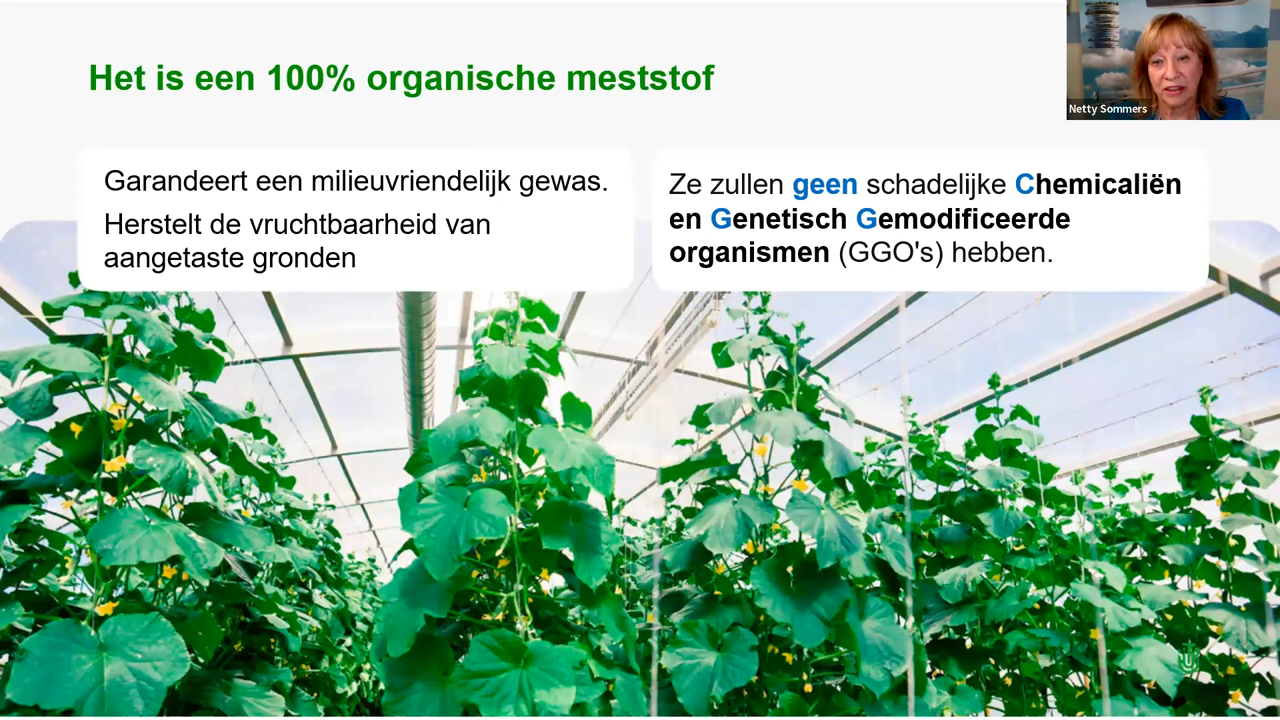 Het is een 100% organische meststof
Netty Sommers
Garandeert een milieuvriendelijk gewas.
Herstelt de vruchtbaarheid van
aangetaste gronden
Ze zullen geen schadelijke Chemicaliën
en Genetisch Gemodificeerde
organismen (GGO's) hebben.